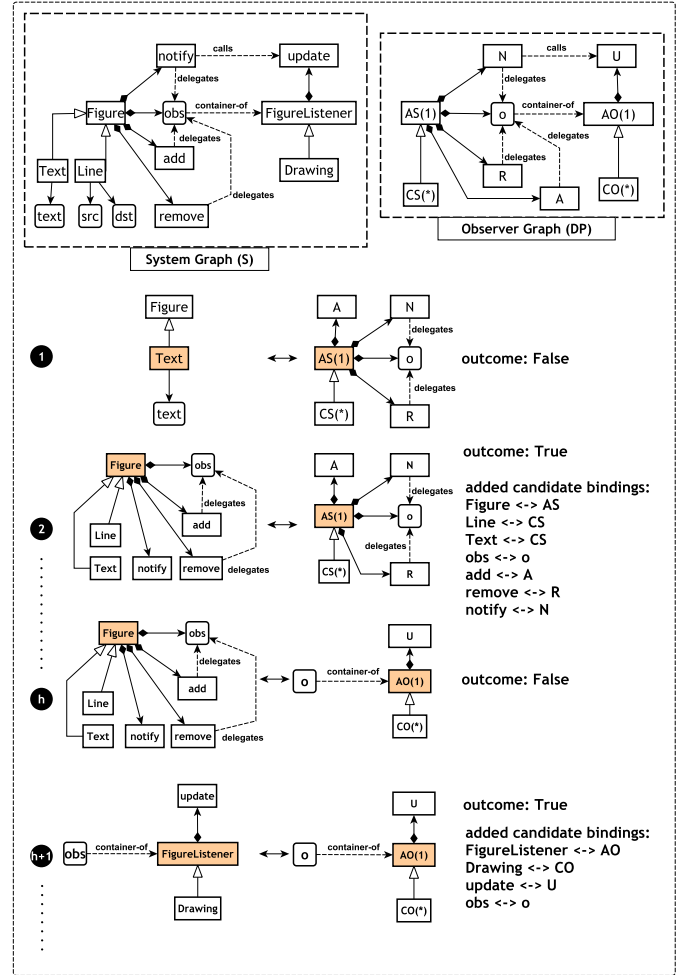 notify
calls
update
delegates
Figure
obs
container-of
FigureListener
delegates
add
Text
Line
Drawing
delegates
text
src
dst
remove
System Graph (S)
N
calls
U
delegates
AS(1)
o
container-of
AO(1)
delegates
R
delegates
CS(*)
A
CO(*)
Observer Graph (DP)
1
Figure
Text
text
A
N
delegates
AS(1)
o
delegates
CS(*)
R
outcome: False
2
Figure
obs
delegates
add
Line
Text
notify
remove
delegates
A
N
delegates
AS(1)
o
delegates
CS(*)
R
outcome: True
added candidate bindings:
Figure <-> AS
Line <-> CS
Text <-> CS
obs <-> o
add <-> A
remove <-> R
notify <-> N
h
Figure
obs
delegates
add
Line
Text
notify
remove
delegates
U
o
container-of
AO(1)
CO(*)
outcome: False
h+1
update
obs
container-of
FigureListener
Drawing
U
o
container-of
AO(1)
CO(*)
outcome: True
added candidate bindings:
FigureListener <-> AO
Drawing <-> CO
update <-> U
obs <-> o